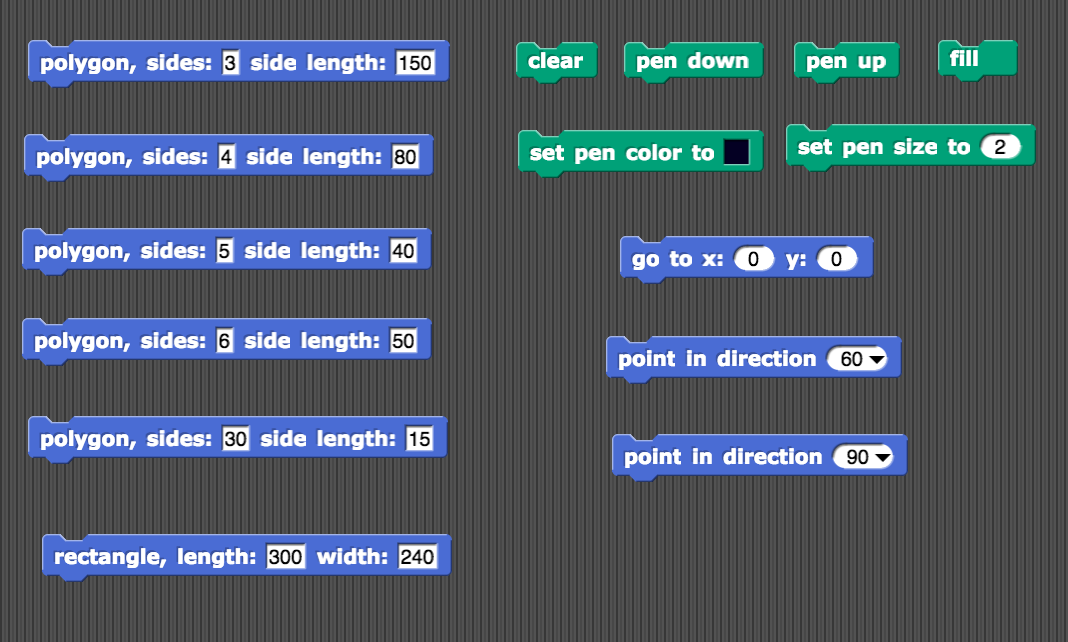 polygon, sides: 3 side length: 150
clear
pen down
pen up
fill
polygon, sides: 4 side length: 80
set pen color to
set pen size to 2
polygon, sides: 5 side length: 40
go to x: 0 y: 0
polygon, sides: 6 side length: 50
point in direction 60
polygon, sides: 30 side length: 15
point in direction 90
rectangle, length: 300 width: 240